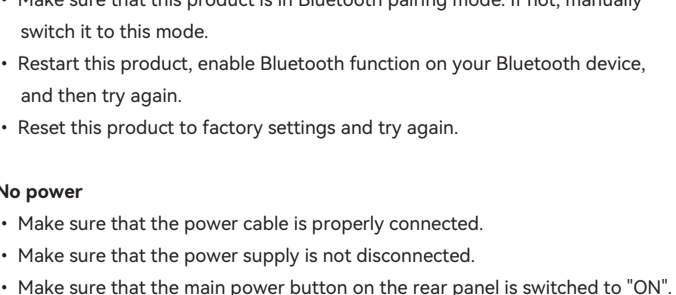 • Make sure that this product is in Bluetooth pairing mode. If not, manually
switch it to this mode.
• Restart this product, enable Bluetooth function on your Bluetooth device,
and then try again.
• Reset this product to factory settings and try again.
No power
• Make sure that the power cable is properly connected.
• Make sure that the power supply is not disconnected.
• Make sure that the main power button on the rear panel is switched to "ON".